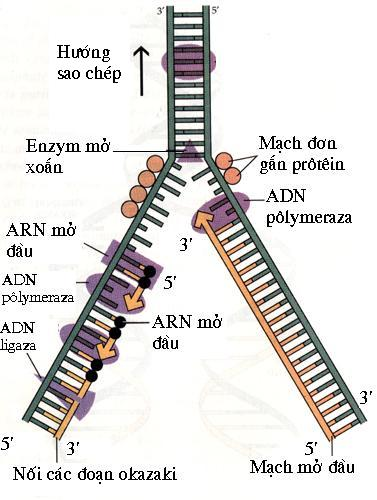 3'
5'
Hướng
sao chép
Enzym mở
xoắn
Mạch đơn
gắn prôtêin
ADN
pôlymeraza
3'
ARN mở
đầu
5'
ADN
pôlymeraza
ARN mở
đầu
ADN
ligaza
3'
5'
3'
5'
Nối các đoạn okazaki
Mạch mở đầu